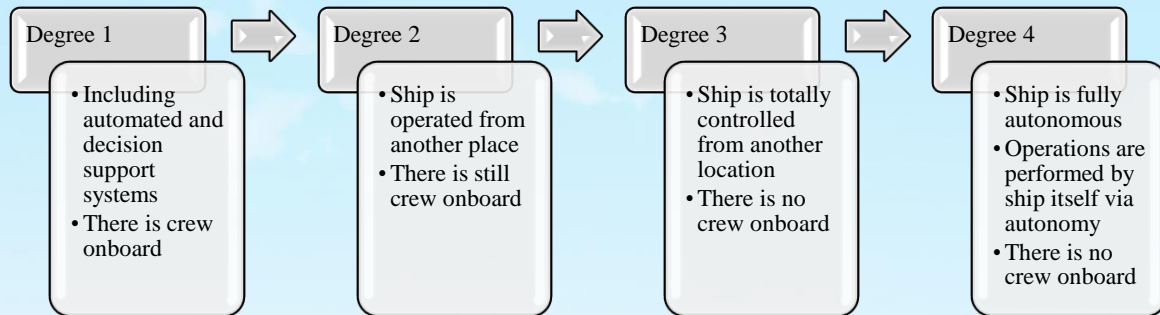 Degree 1
• Including
automated and
decision
support
systems
• There is crew
onboard
Degree 2
• Ship is
operated from
another place
• There is still
crew onboard
Degree 3
• Ship is totally
controlled
from another
location
• There is no
crew onboard
Degree 4
• Ship is fully
autonomous
• Operations are
performed by
ship itself via
autonomy
• There is no
crew onboard